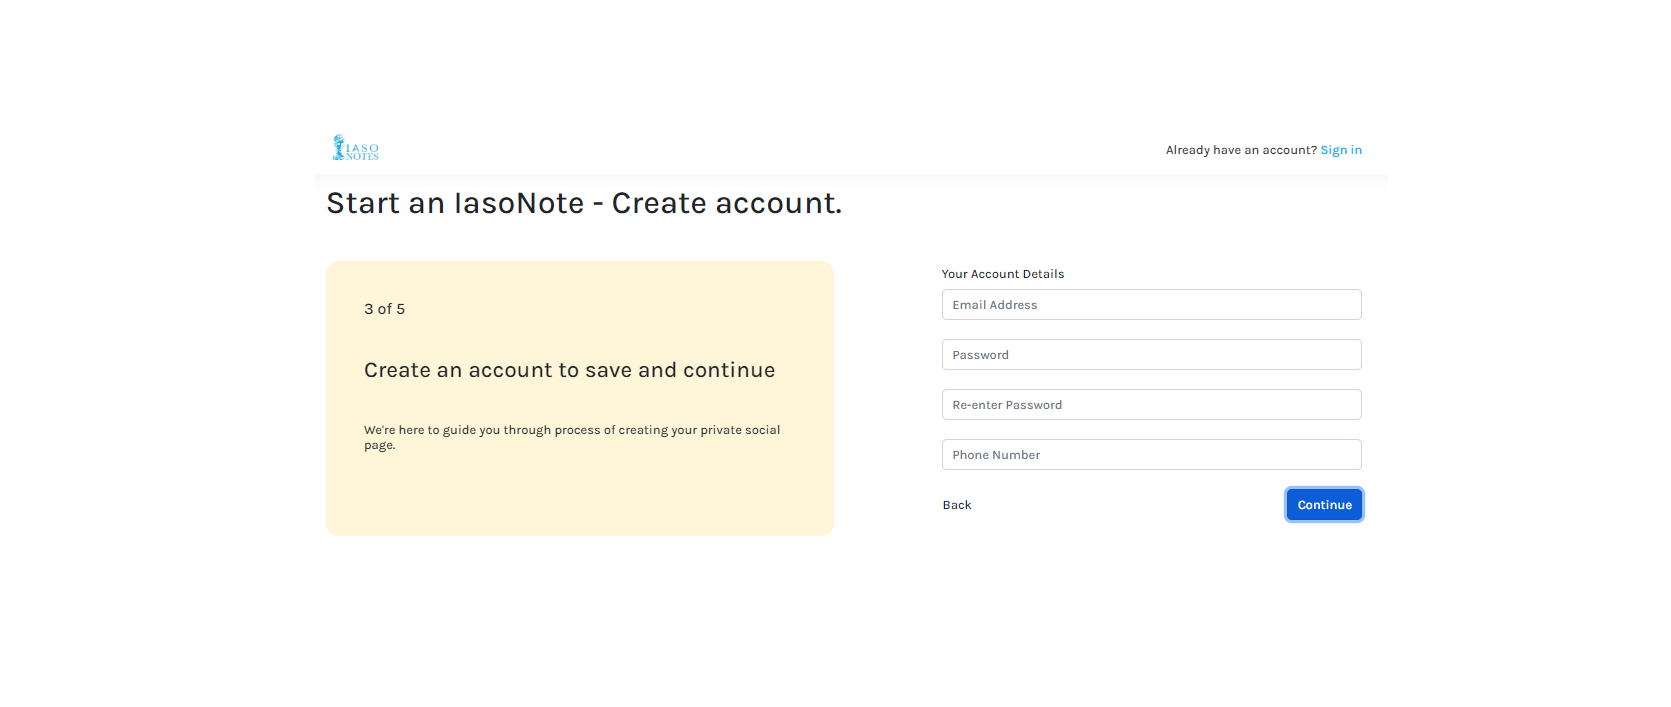 IASO
NOTES
Already have an account? Sign in
Start an IasoNote - Create account.
3 of 5
Create an account to save and continue
We're here to guide you through process of creating your private social
page.
Your Account Details
Email Address
Password
Re-enter Password
Phone Number
Back
Continue